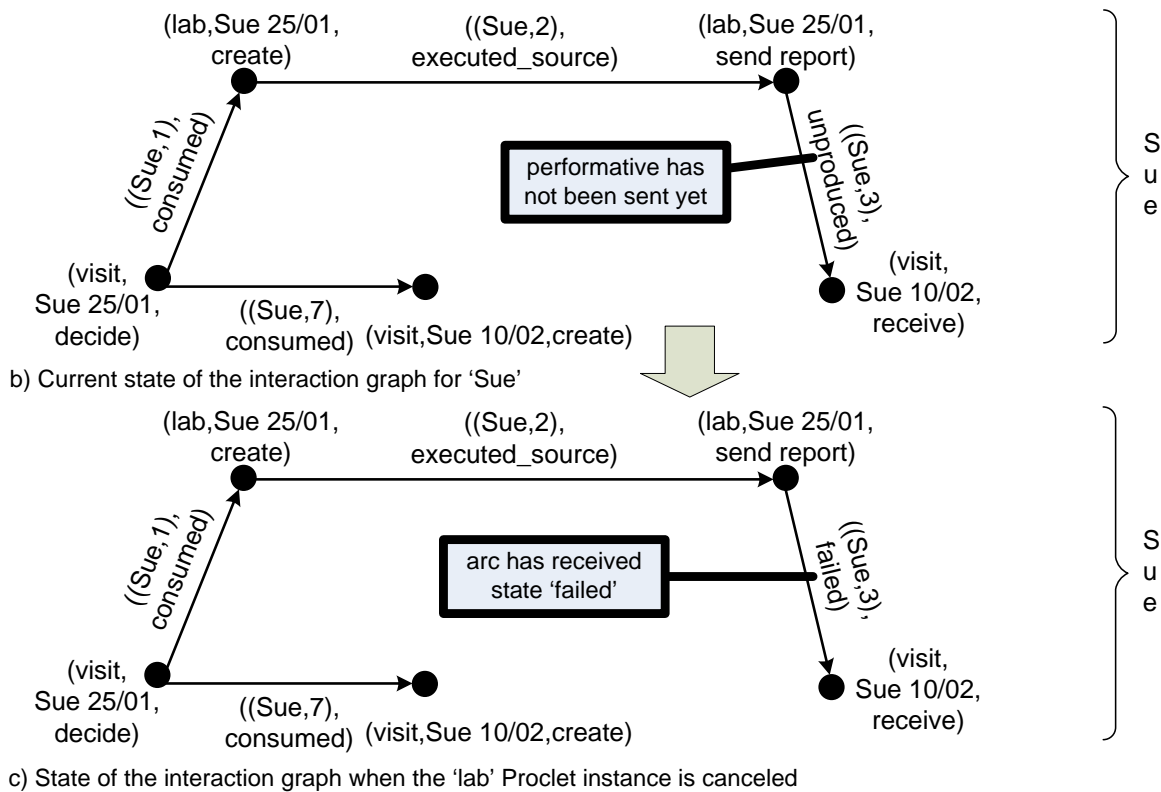 (lab,Sue 25/01,
create)
((Sue,2),
executed_source)
(lab,Sue 25/01,
send report)
((Sue,1),
consumed)
performative has
not been sent yet
((Sue,3),
unproduced)
S
u
e
(visit,
Sue 25/01,
decide)
((Sue,7),
consumed)
(visit,Sue 10/02,create)
(visit,
Sue 10/02,
receive)
b) Current state of the interaction graph for ‘Sue’
(lab,Sue 25/01,
create)
((Sue,2),
executed_source)
(lab,Sue 25/01,
send report)
((Sue,1),
consumed)
arc has received
state ‘failed’
((Sue,3),
failed)
S
u
e
(visit,
Sue 25/01,
decide)
((Sue,7),
consumed)
(visit,Sue 10/02,create)
(visit,
Sue 10/02,
receive)
c) State of the interaction graph when the ‘lab’ Proclet instance is canceled